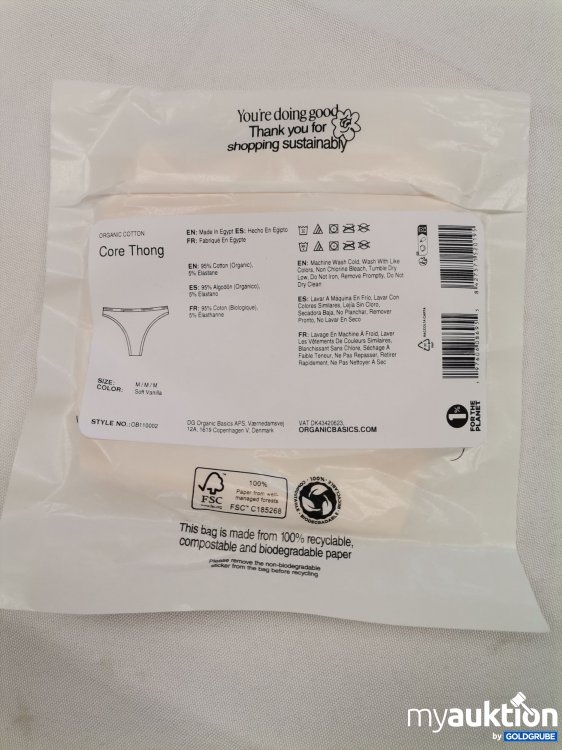 You're doing good
Thank you for
shopping sustainably
ORGANIC COTTON
Core Thong
SIZE: M / M / M
COLOR: Soft Vanilla
STYLE NO.: OB110002
EN: Made In Egypt ES: Hecho En Egipto
FR: Fabriqué En Egypte
EN: 95% Cotton (Organic),
5% Elastane
ES: 95% Algodón (Orgánico),
5% Elastano
FR: 95% Coton (Biologique),
5% Élasthanne
DG Organic Basics APS, Værnedamsvej
12A, 1619 Copenhagen V, Denmark
EN: Machine Wash Cold, Wash With Like
Colors, Non Chlorine Bleach, Tumble Dry
Low, Do Not Iron, Remove Promptly, Do Not
Dry Clean
ES: Lavar A Máquina En Frío, Lavar Con
Colores Similares, Lejía Sin Cloro,
Secadora Baja, No Planchar, Remover
Pronto, No Lavar En Seco
FR: Lavage En Machine À Froid, Laver
Les Vêtements De Couleurs Similaires,
Blanchissant Sans Chlore, Séchage À
Faible Teneur, Ne Pas Repasser, Retirer
Rapidement, Ne Pas Nettoyer À Sec
VAT DK43420623,
ORGANICBASICS.COM
1%
FOR THE
PLANET
FSC
100%
Paper from well-
managed forests
FSC™ C185268
100%
This bag is made from 100% recyclable,
compostable and biodegradable paper
Please remove the non-biodegradable
sticker from the bag before recycling
myauktion
by GOLDGRUBE